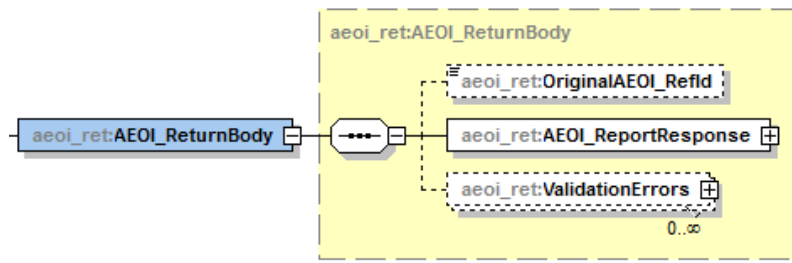 aeoi_ret:AEOI_ReturnBody
aeoi_ret:OriginalAEOI_RefId
aeoi_ret:AEOI_ReturnBody
aeoi_ret:AEOI_ReportResponse
aeoi_ret:ValidationErrors
0..∞